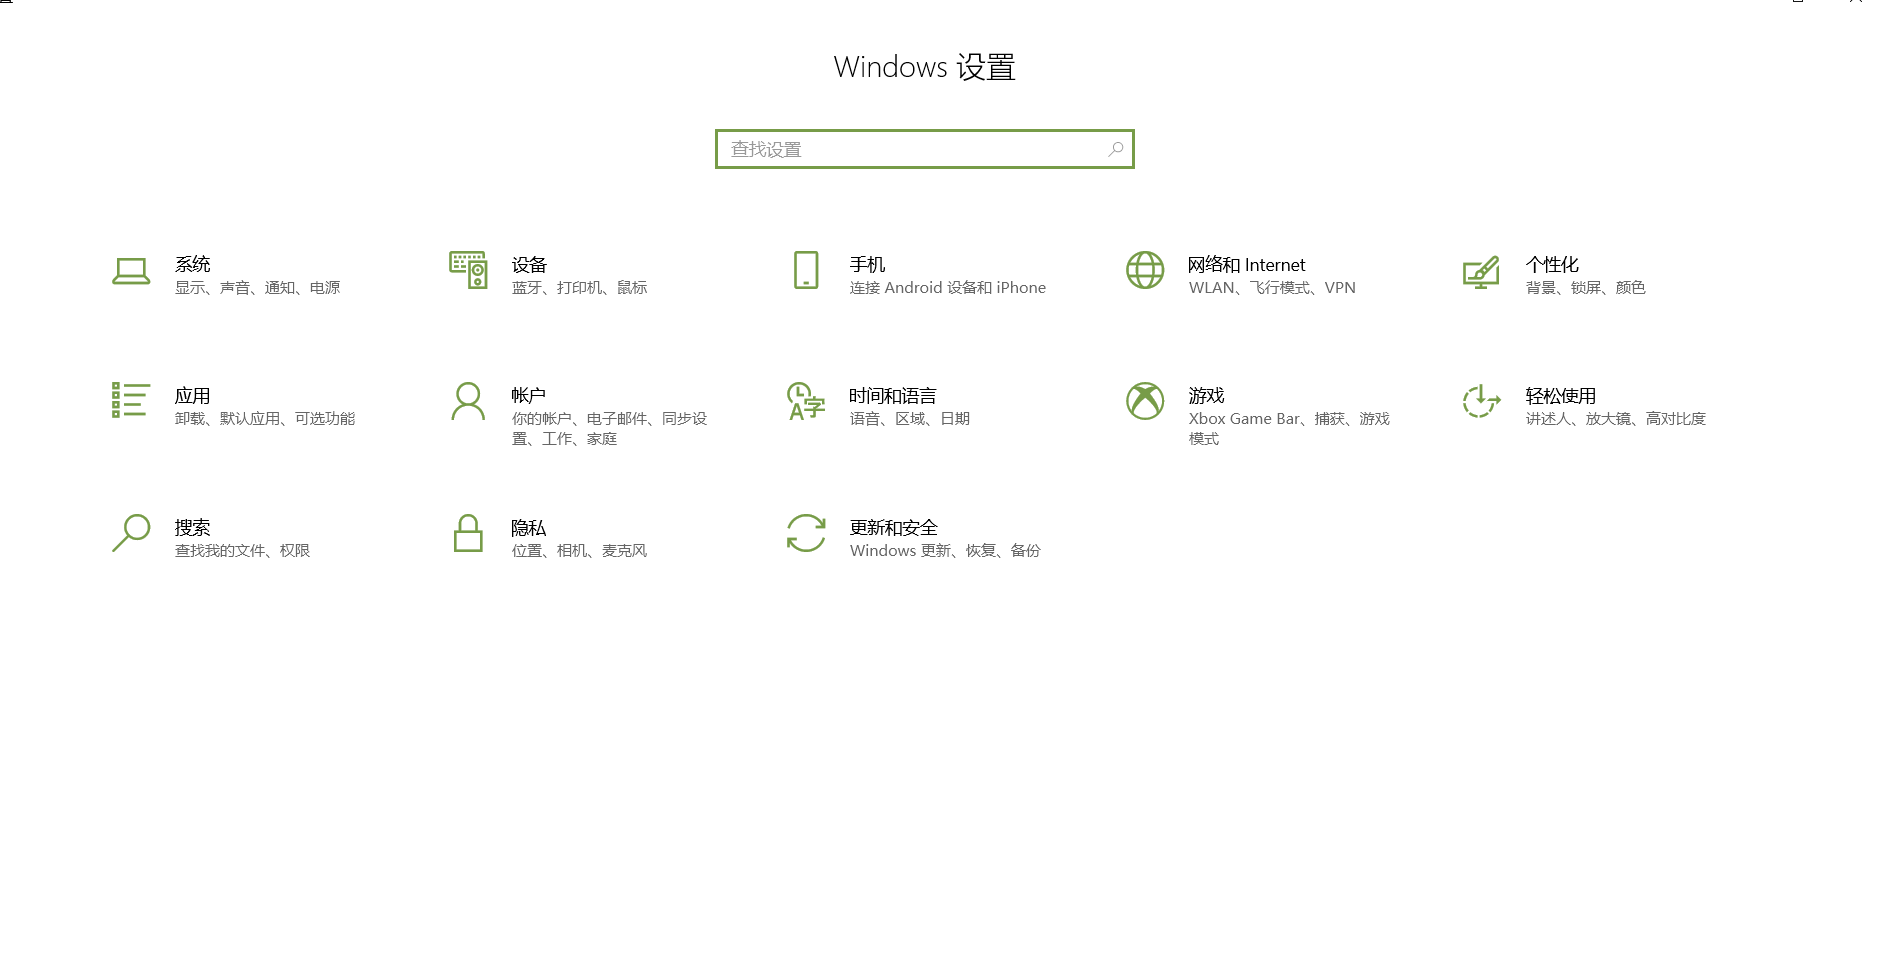 Windows 设置
查找设置
系统
显示、声音、通知、电源
设备
蓝牙、打印机、鼠标
手机
连接 Android 设备和 iPhone
网络和 Internet
WLAN、飞行模式、VPN
个性化
背景、锁屏、颜色
应用
卸载、默认应用、可选功能
帐户
你的帐户、电子邮件、同步设
置、工作、家庭
时间和语言
语音、区域、日期
游戏
Xbox Game Bar、捕获、游戏
模式
轻松使用
讲述人、放大镜、高对比度
搜索
查找我的文件、权限
隐私
位置、相机、麦克风
更新和安全
Windows 更新、恢复、备份